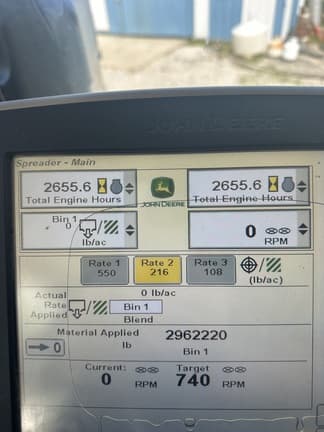 JOHN DEERE
Spreader - Main
2655.6
Total Engine Hours
JOHN DEERE
2655.6
Total Engine Hours
Bin 1
0
lb/ac
0
RPM
Rate 1
550
Rate 2
216
Rate 3
108
(lb/ac)
Actual
Rate
Applied
0 lb/ac
Bin 1
Blend
Material Applied
lb
2962220
Bin 1
0
Current:
0 RPM
Target
740 RPM